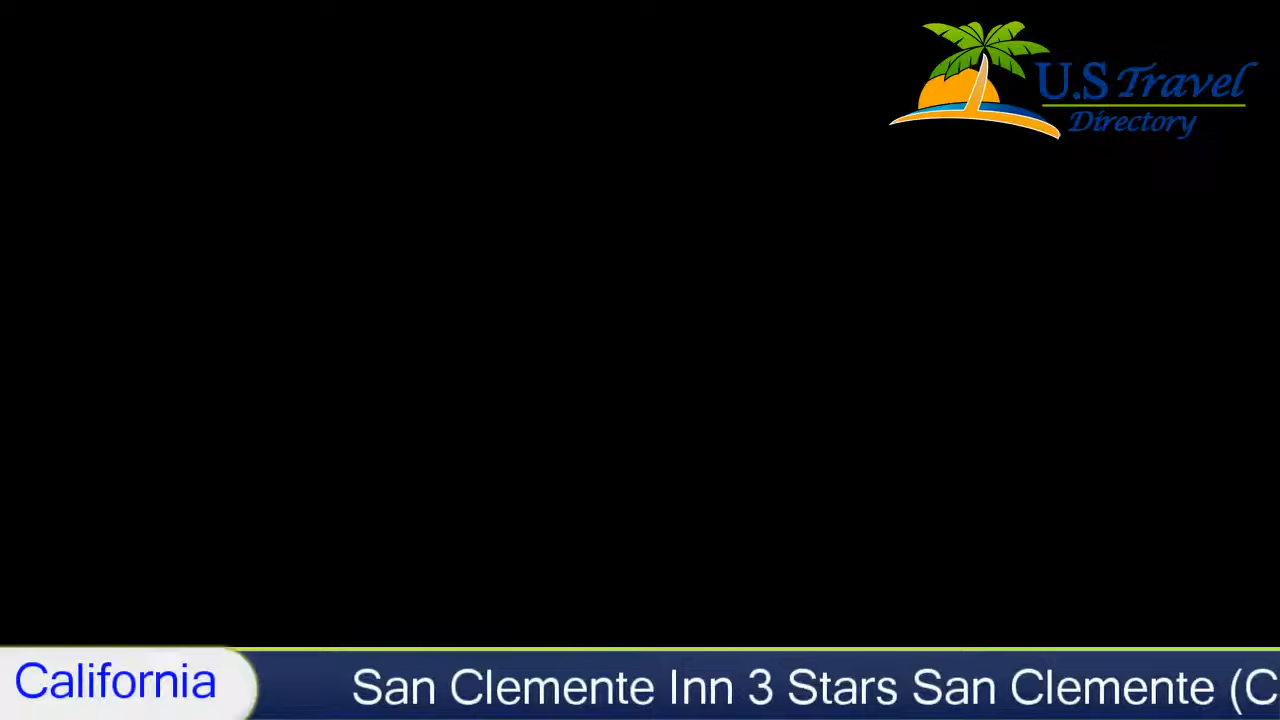 U.S Travel
Directory
California
San Clemente Inn 3 Stars San Clemente (C